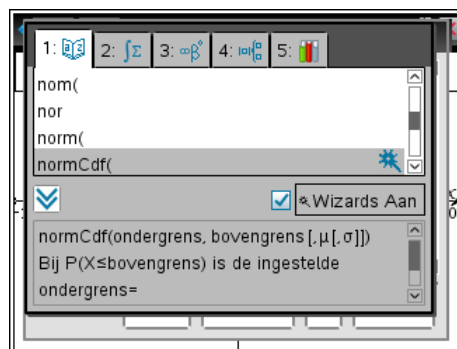 1: 2: ∫Σ 3: ∞β° 4: 5:
nom(
nor
norm(
normCdf(
Wizards Aan
normCdf(ondergrens, bovengrens[,μ[,σ]])
Bij P(X≤bovengrens) is de ingestelde
ondergrens=